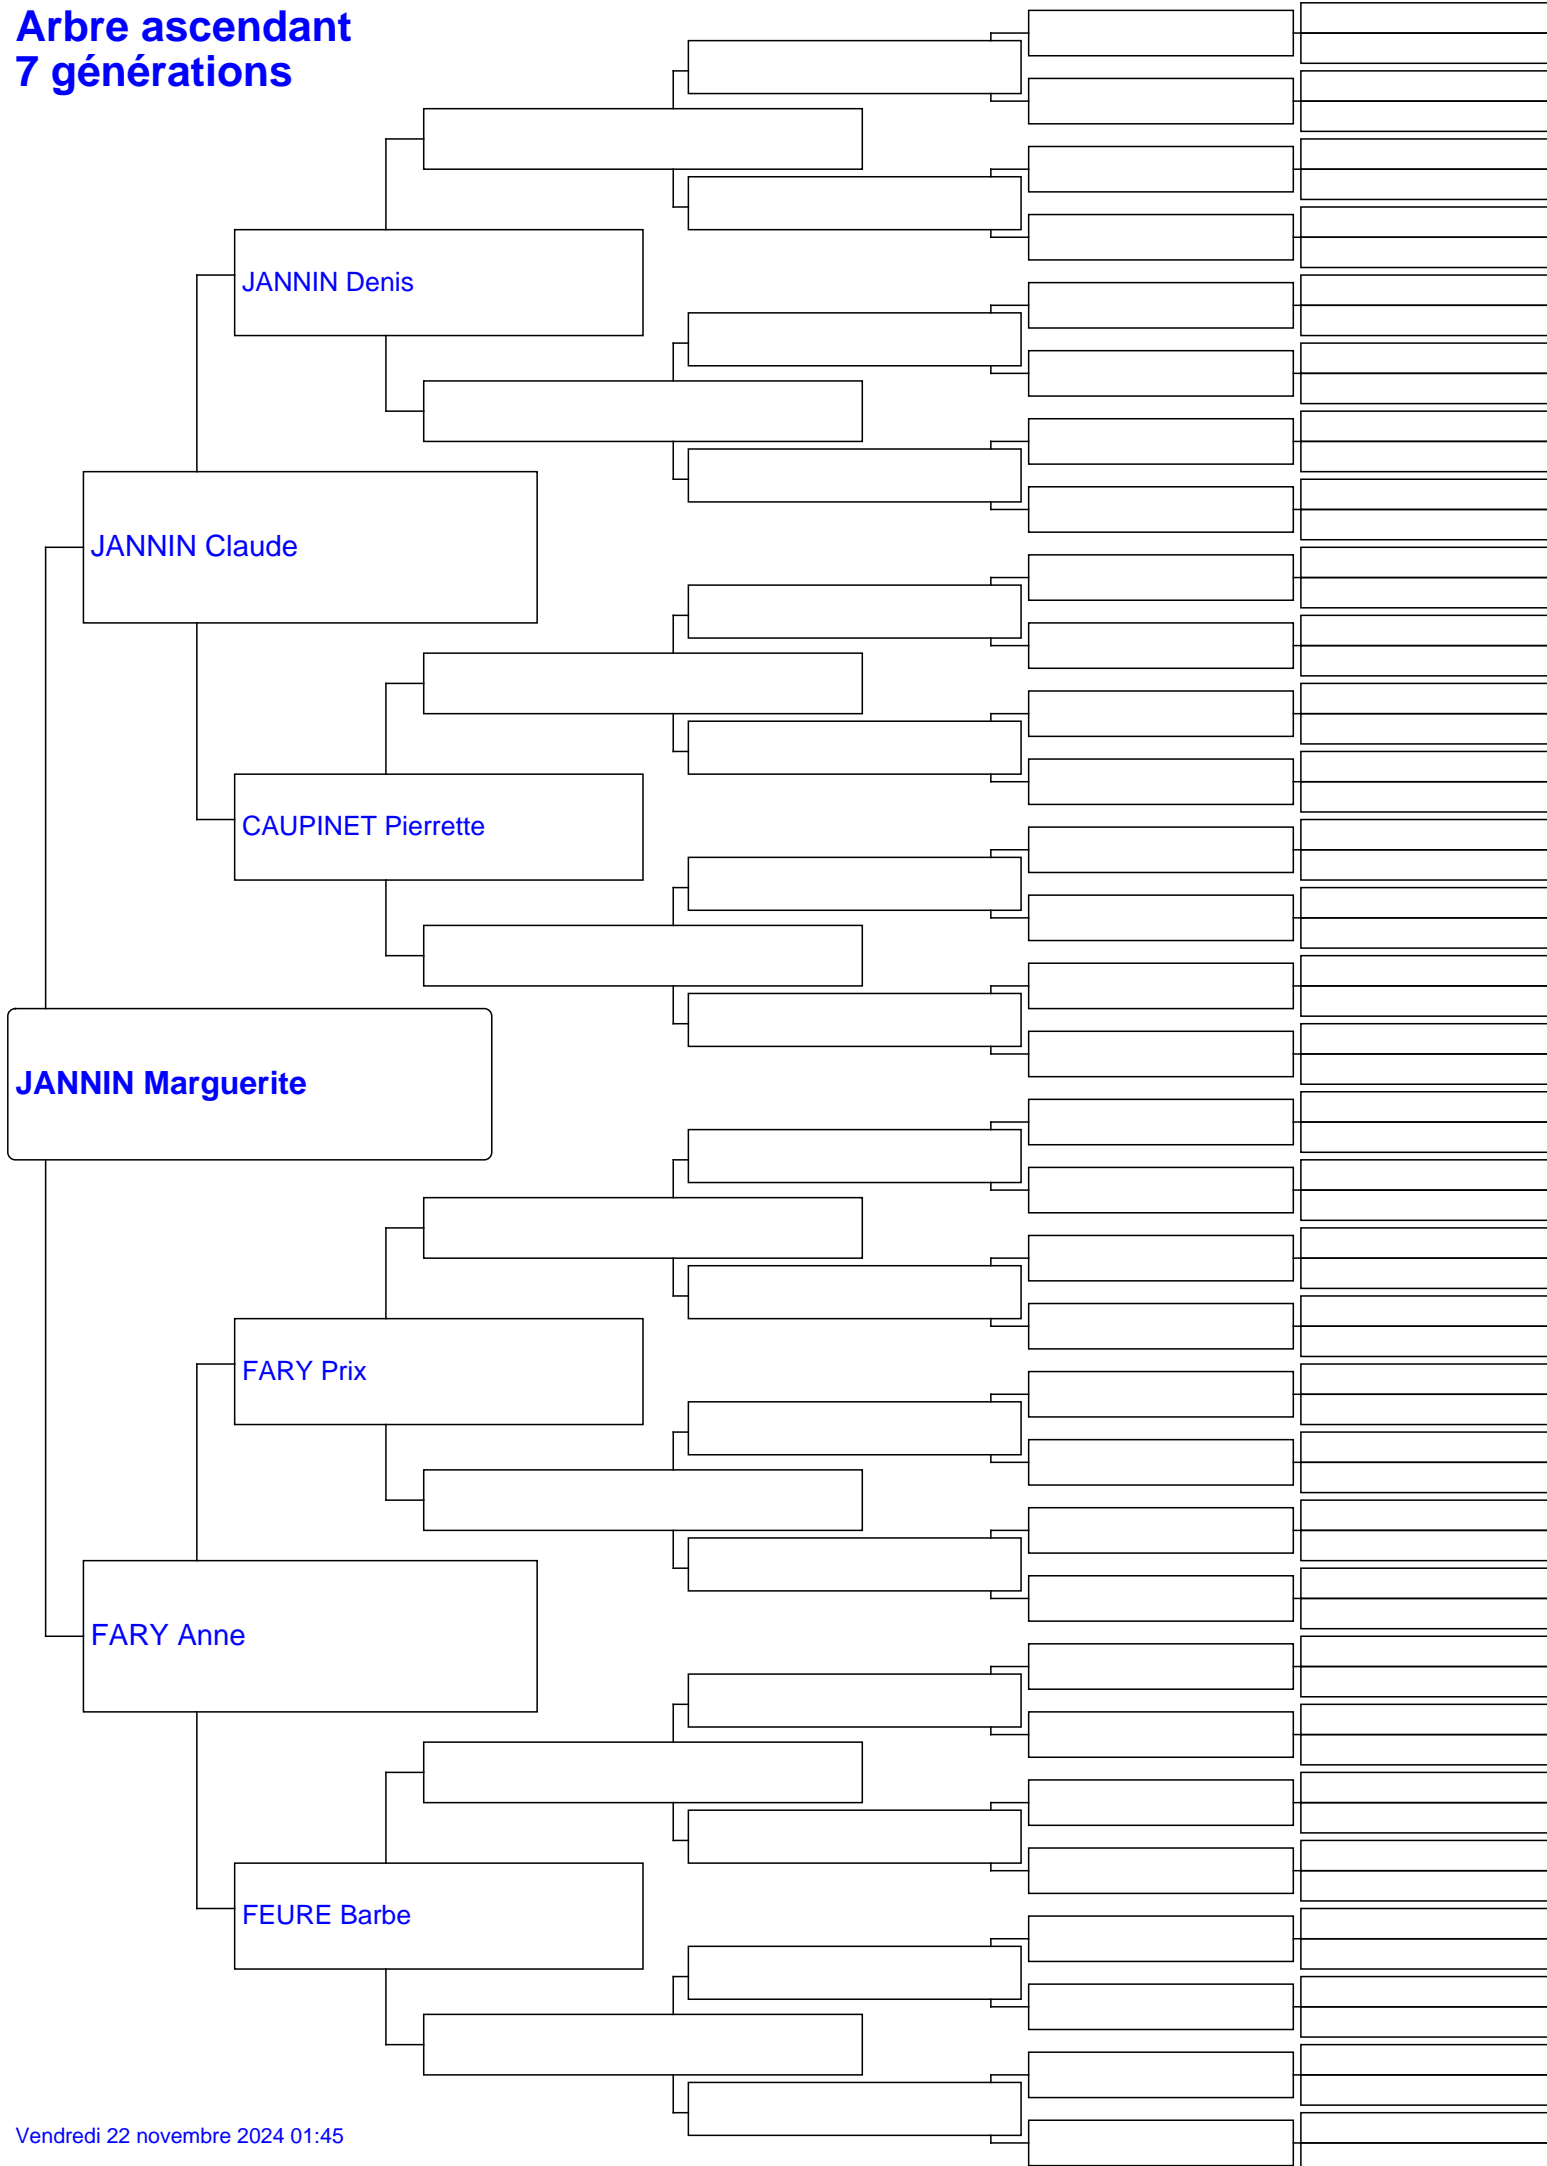 Arbre ascendant
7 générations
JANNIN Denis
JANNIN Claude
CAUPINET Pierrette
JANNIN Marguerite
FARY Prix
FARY Anne
FEURE Barbe
Vendredi 22 novembre 2024 01:45